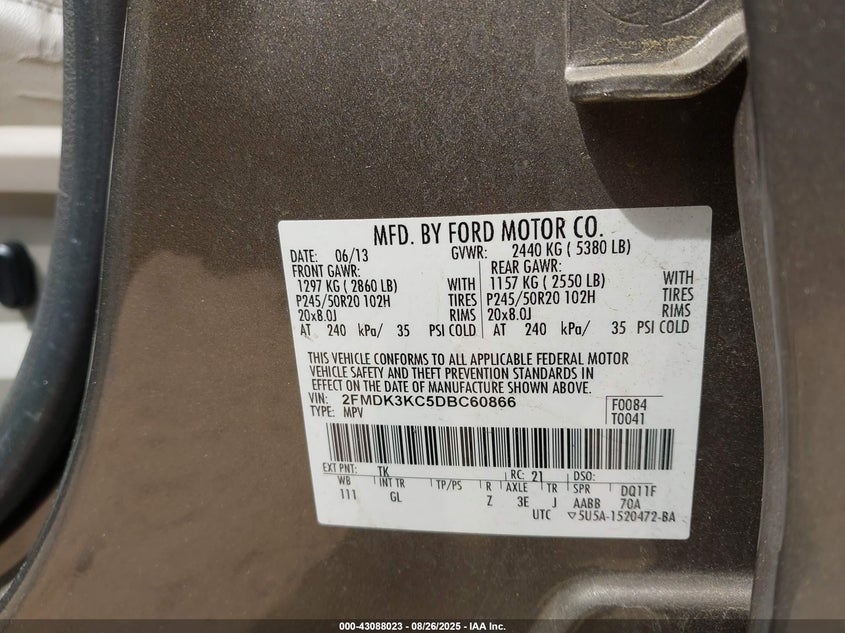 MFD. BY FORD MOTOR CO.
DATE: 06/13 GVWR: 2440 KG ( 5380 LB)
FRONT GAWR: REAR GAWR:
1297 KG ( 2860 LB) WITH 1157 KG ( 2550 LB) WITH
P245/50R20 102H TIRES P245/50R20 102H TIRES
20x8.0J RIMS 20x8.0J RIMS
AT 240 kPa/ 35 PSI COLD AT 240 kPa/ 35 PSI COLD
THIS VEHICLE CONFORMS TO ALL APPLICABLE FEDERAL MOTOR
VEHICLE SAFETY AND THEFT PREVENTION STANDARDS IN
EFFECT ON THE DATE OF MANUFACTURE SHOWN ABOVE.
VIN: 2FMDK3KC5DBC60866 F0084
TYPE: MPV T0041
EXT PNT: TK RC: 21 DSO:
WB INT TR TP/PS R AXLE TR SPR DQ11F
111 GL Z 3E J AABB 70A
UTC ▽5U5A-1520472-BA
000-43088023 - 08/26/2025 - IAA Inc.